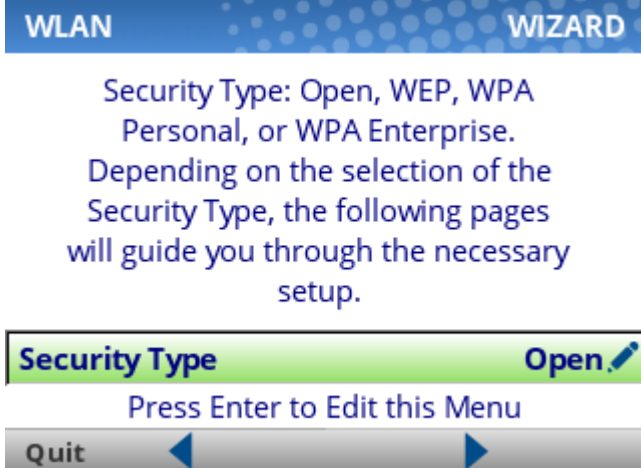 WLAN WIZARD
Security Type: Open, WEP, WPA
Personal, or WPA Enterprise.
Depending on the selection of the
Security Type, the following pages
will guide you through the necessary
setup.
Security Type Open
Press Enter to Edit this Menu
Quit